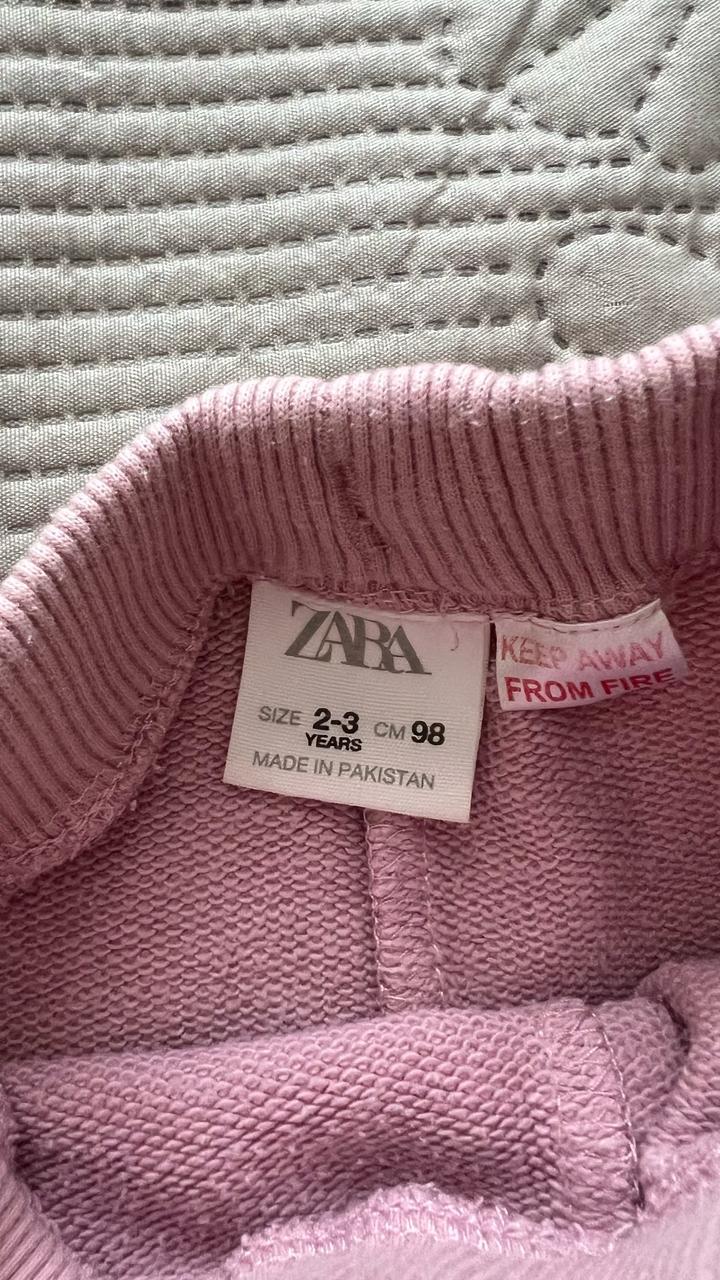 ZARA
SIZE 2-3 CM 98
YEARS
MADE IN PAKISTAN
KEEP AWAY
FROM FIRE